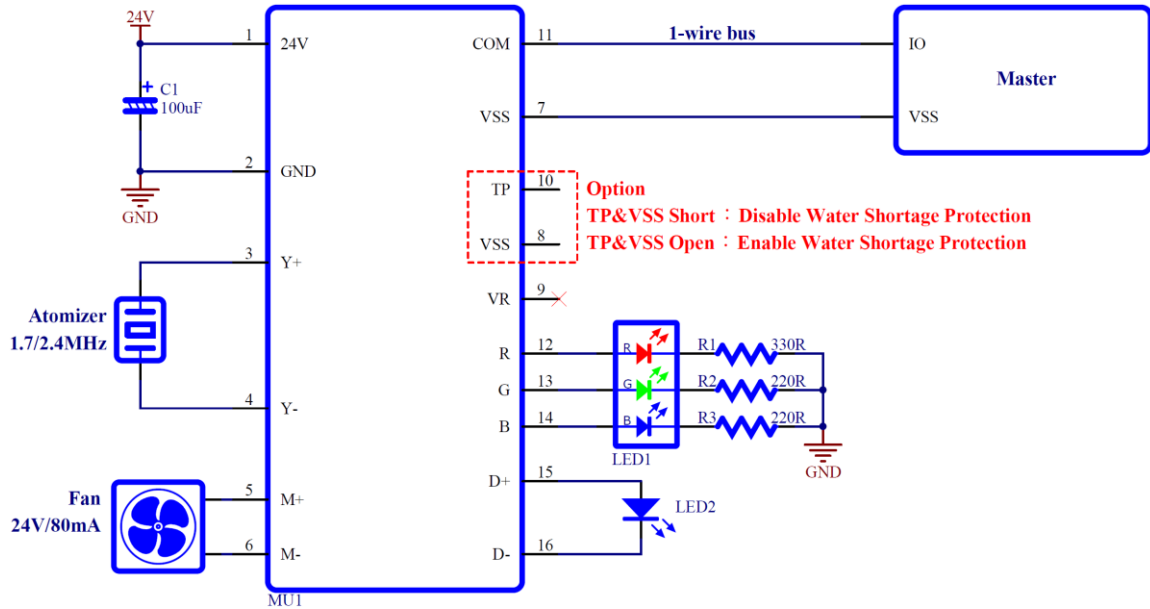 24V
1
24V
C1
100uF
2
GND
GND
3
Y+
Atomizer
1.7/2.4MHz
4
Y-
Fan
24V/80mA
5
M+
6
M-
MU1
COM
11
1-wire bus
IO
Master
VSS
7
VSS
TP
10
Option
TP&VSS Short：Disable Water Shortage Protection
VSS
8
TP&VSS Open：Enable Water Shortage Protection
VR
9
R
12
R
R1
330R
G
13
G
R2
220R
B
14
B
R3
220R
LED1
GND
D+
15
LED2
D-
16